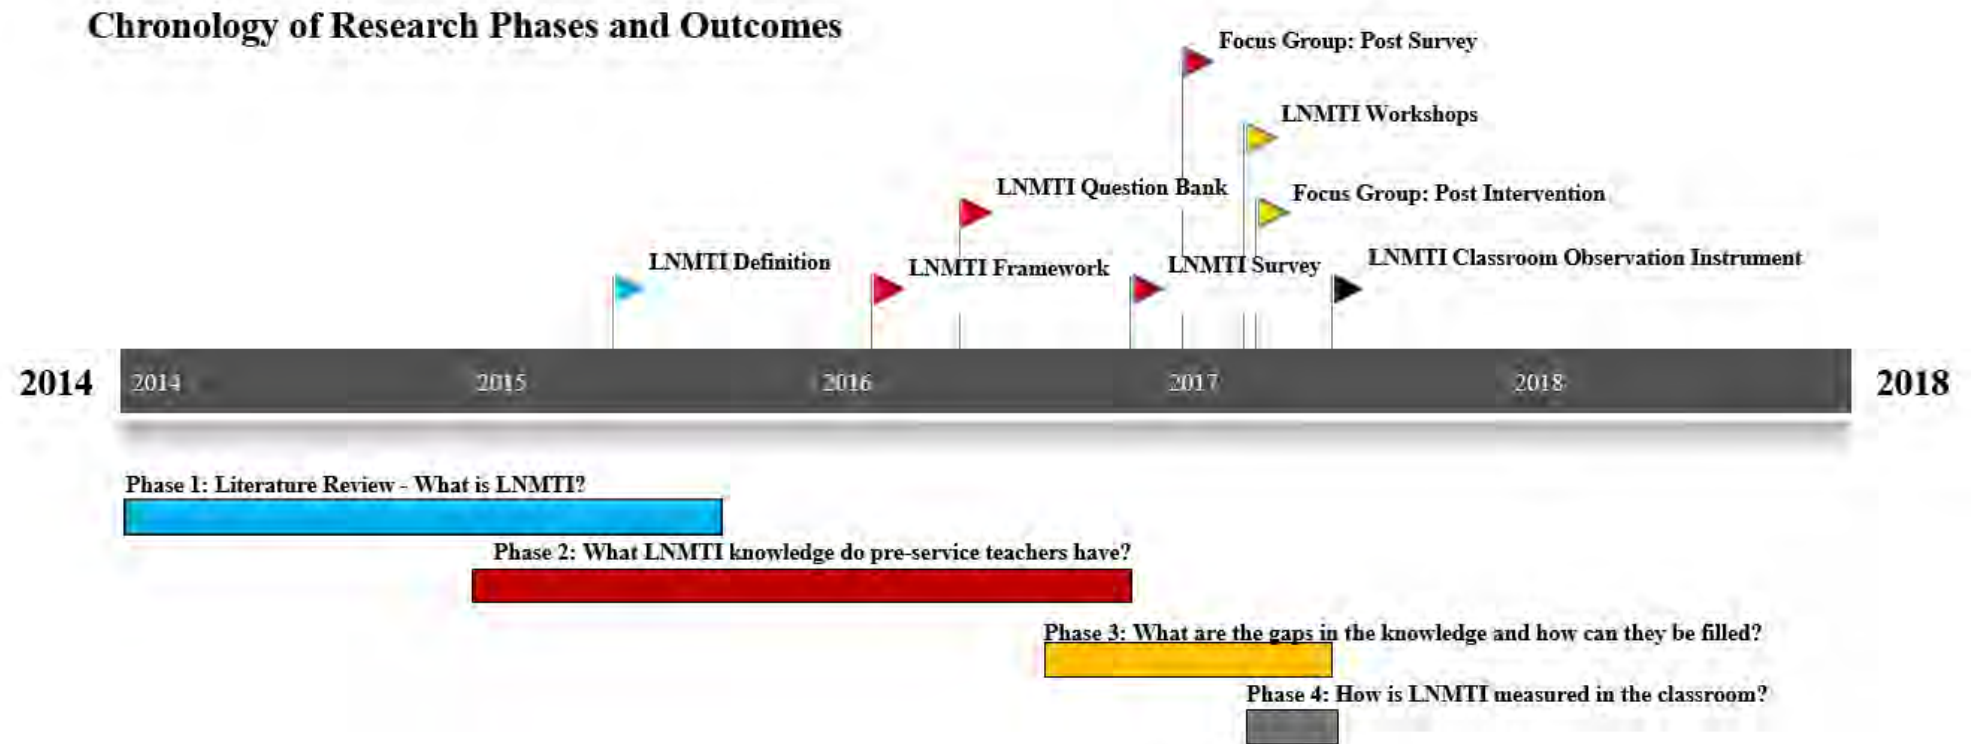 Chronology of Research Phases and Outcomes
Focus Group: Post Survey
LNMTI Workshops
LNMTI Question Bank
Focus Group: Post Intervention
LNMTI Definition
LNMTI Framework
LNMTI Survey
LNMTI Classroom Observation Instrument
2014 2014 2015 2016 2017 2018 2018
Phase 1: Literature Review - What is LNMTI?
Phase 2: What LNMTI knowledge do pre-service teachers have?
Phase 3: What are the gaps in the knowledge and how can they be filled?
Phase 4: How is LNMTI measured in the classroom?